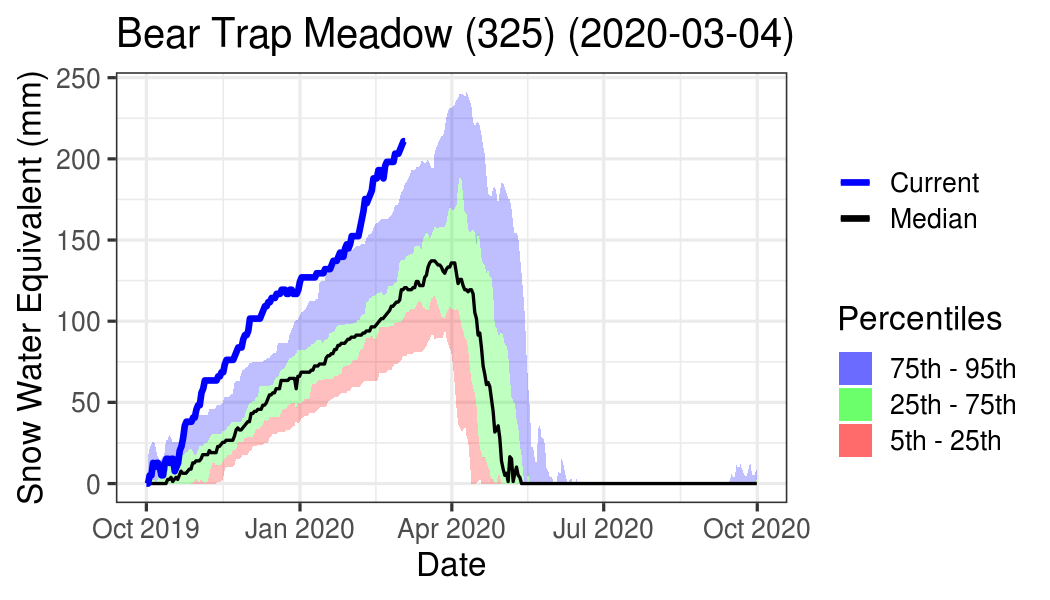 Bear Trap Meadow (325) (2020-03-04)
Snow Water Equivalent (mm)
250
200
150
100
50
0
Oct 2019
Jan 2020
Apr 2020
Jul 2020
Oct 2020
Date
Current
Median
Percentiles
75th - 95th
25th - 75th
5th - 25th